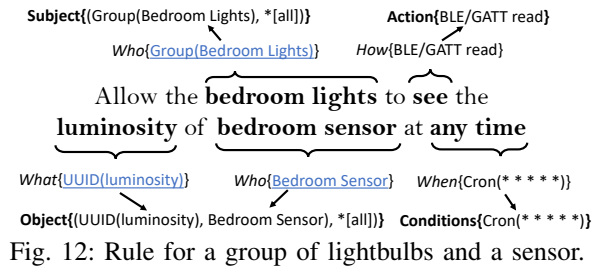 Subject{(Group(Bedroom Lights), *[all])} Action{BLE/GATT read)}
Who{Group(Bedroom Lights)} How{BLE/GATT read)}
Allow the bedroom lights to see the
luminosity of bedroom sensor at any time
What{UUID(luminosity)} Who{Bedroom Sensor} When{Cron(* * * * *)}
Object{(UUID(luminosity), Bedroom Sensor), *[all])} Conditions{Cron(* * * * *)}
Fig. 12: Rule for a group of lightbulbs and a sensor.